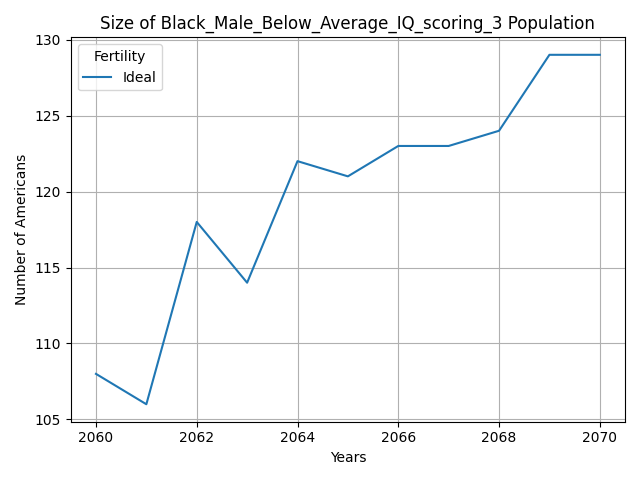 Size of Black_Male_Below_Average_IQ_scoring_3 Population
Fertility
Ideal
130
125
120
115
110
105
Number of Americans
2060
2062
2064
2066
2068
2070
Years